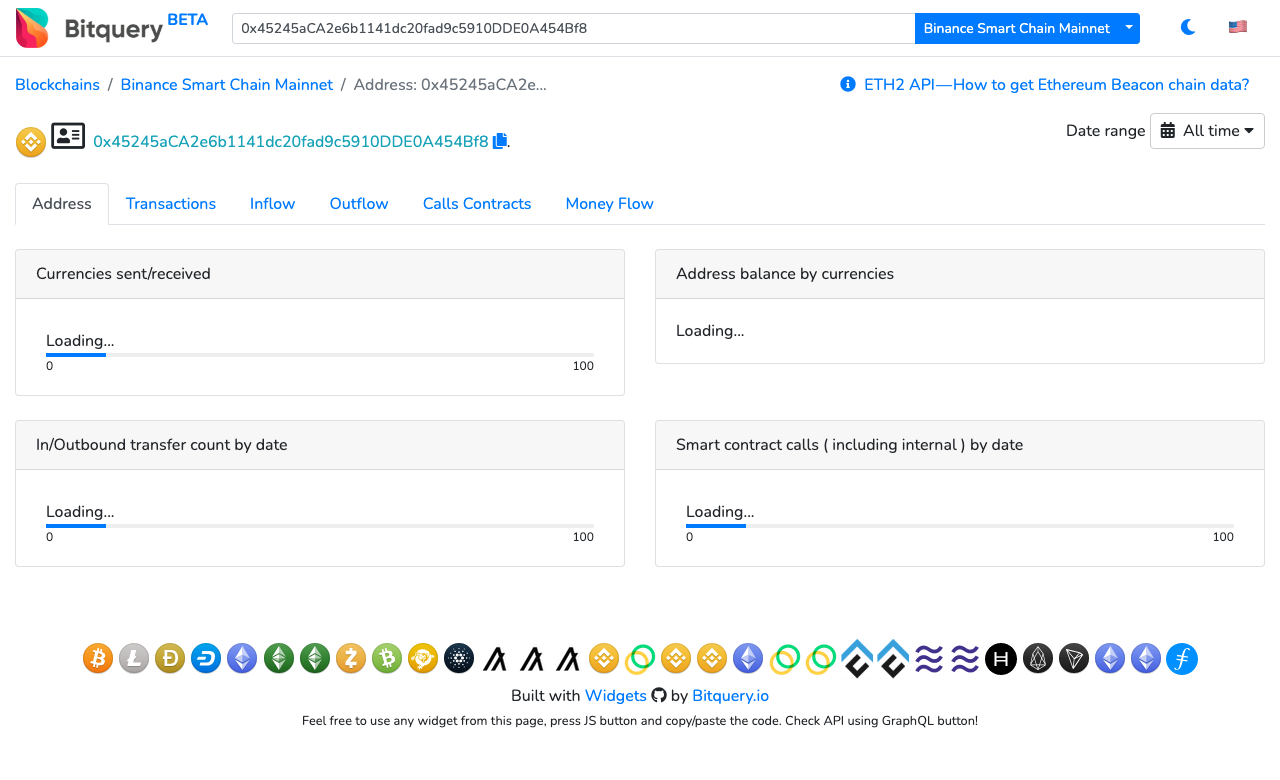 Bitquery BETA
0x45245aCA2e6b1141dc20fad9c5910DDE0A454Bf8
Binance Smart Chain Mainnet
Blockchains / Binance Smart Chain Mainnet / Address: 0x45245aCA2e...
ETH2 API—How to get Ethereum Beacon chain data?
0x45245aCA2e6b1141dc20fad9c5910DDE0A454Bf8 .
Date range All time
Address Transactions Inflow Outflow Calls Contracts Money Flow
Currencies sent/received
Loading...
0 100
Address balance by currencies
Loading...
In/Outbound transfer count by date
Loading...
0 100
Smart contract calls ( including internal ) by date
Loading...
0 100
Built with Widgets by Bitquery.io
Feel free to use any widget from this page, press JS button and copy/paste the code. Check API using GraphQL button!